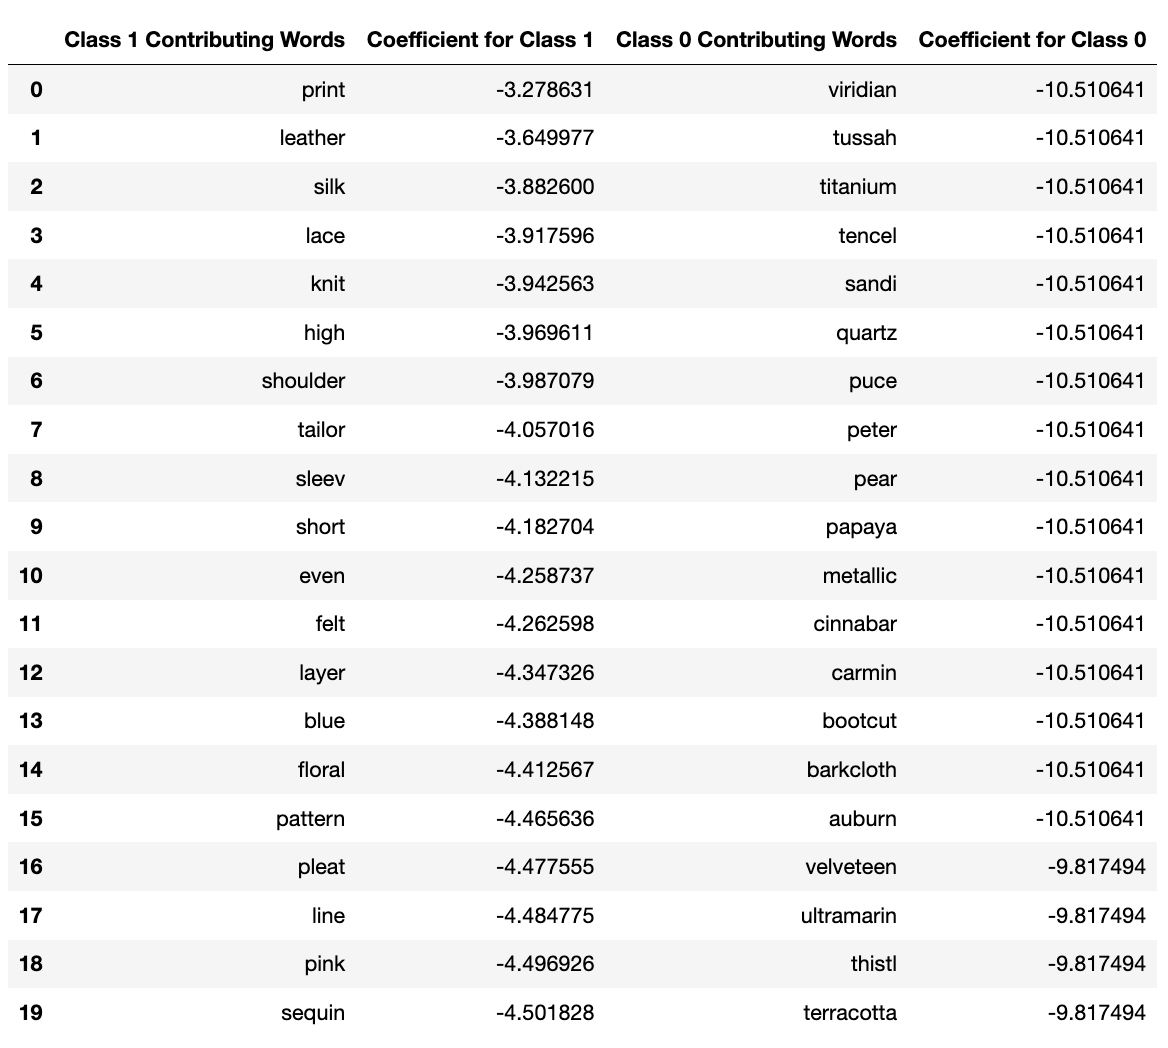 Class 1 Contributing Words Coefficient for Class 1 Class 0 Contributing Words Coefficient for Class 0
0 print -3.278631 viridian -10.510641
1 leather -3.649977 tussah -10.510641
2 silk -3.882600 titanium -10.510641
3 lace -3.917596 tencel -10.510641
4 knit -3.942563 sandi -10.510641
5 high -3.969611 quartz -10.510641
6 shoulder -3.987079 puce -10.510641
7 tailor -4.057016 peter -10.510641
8 sleev -4.132215 pear -10.510641
9 short -4.182704 papaya -10.510641
10 even -4.258737 metallic -10.510641
11 felt -4.262598 cinnabar -10.510641
12 layer -4.347326 carmin -10.510641
13 blue -4.388148 bootcut -10.510641
14 floral -4.412567 barkcloth -10.510641
15 pattern -4.465636 auburn -10.510641
16 pleat -4.477555 velveteen -9.817494
17 line -4.484775 ultramarin -9.817494
18 pink -4.496926 thistl -9.817494
19 sequin -4.501828 terracotta -9.817494